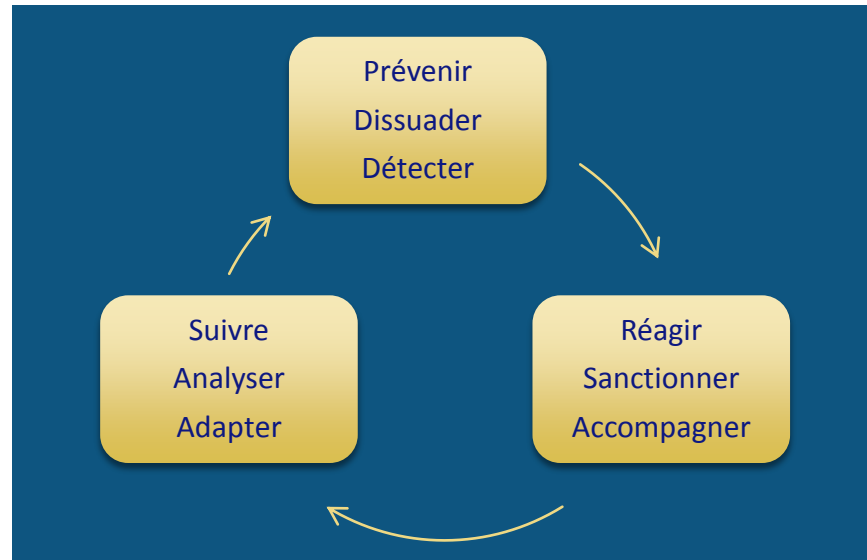 Prévenir
Dissuader
Détecter
Réagir
Sanctionner
Accompagner
Suivre
Analyser
Adapter